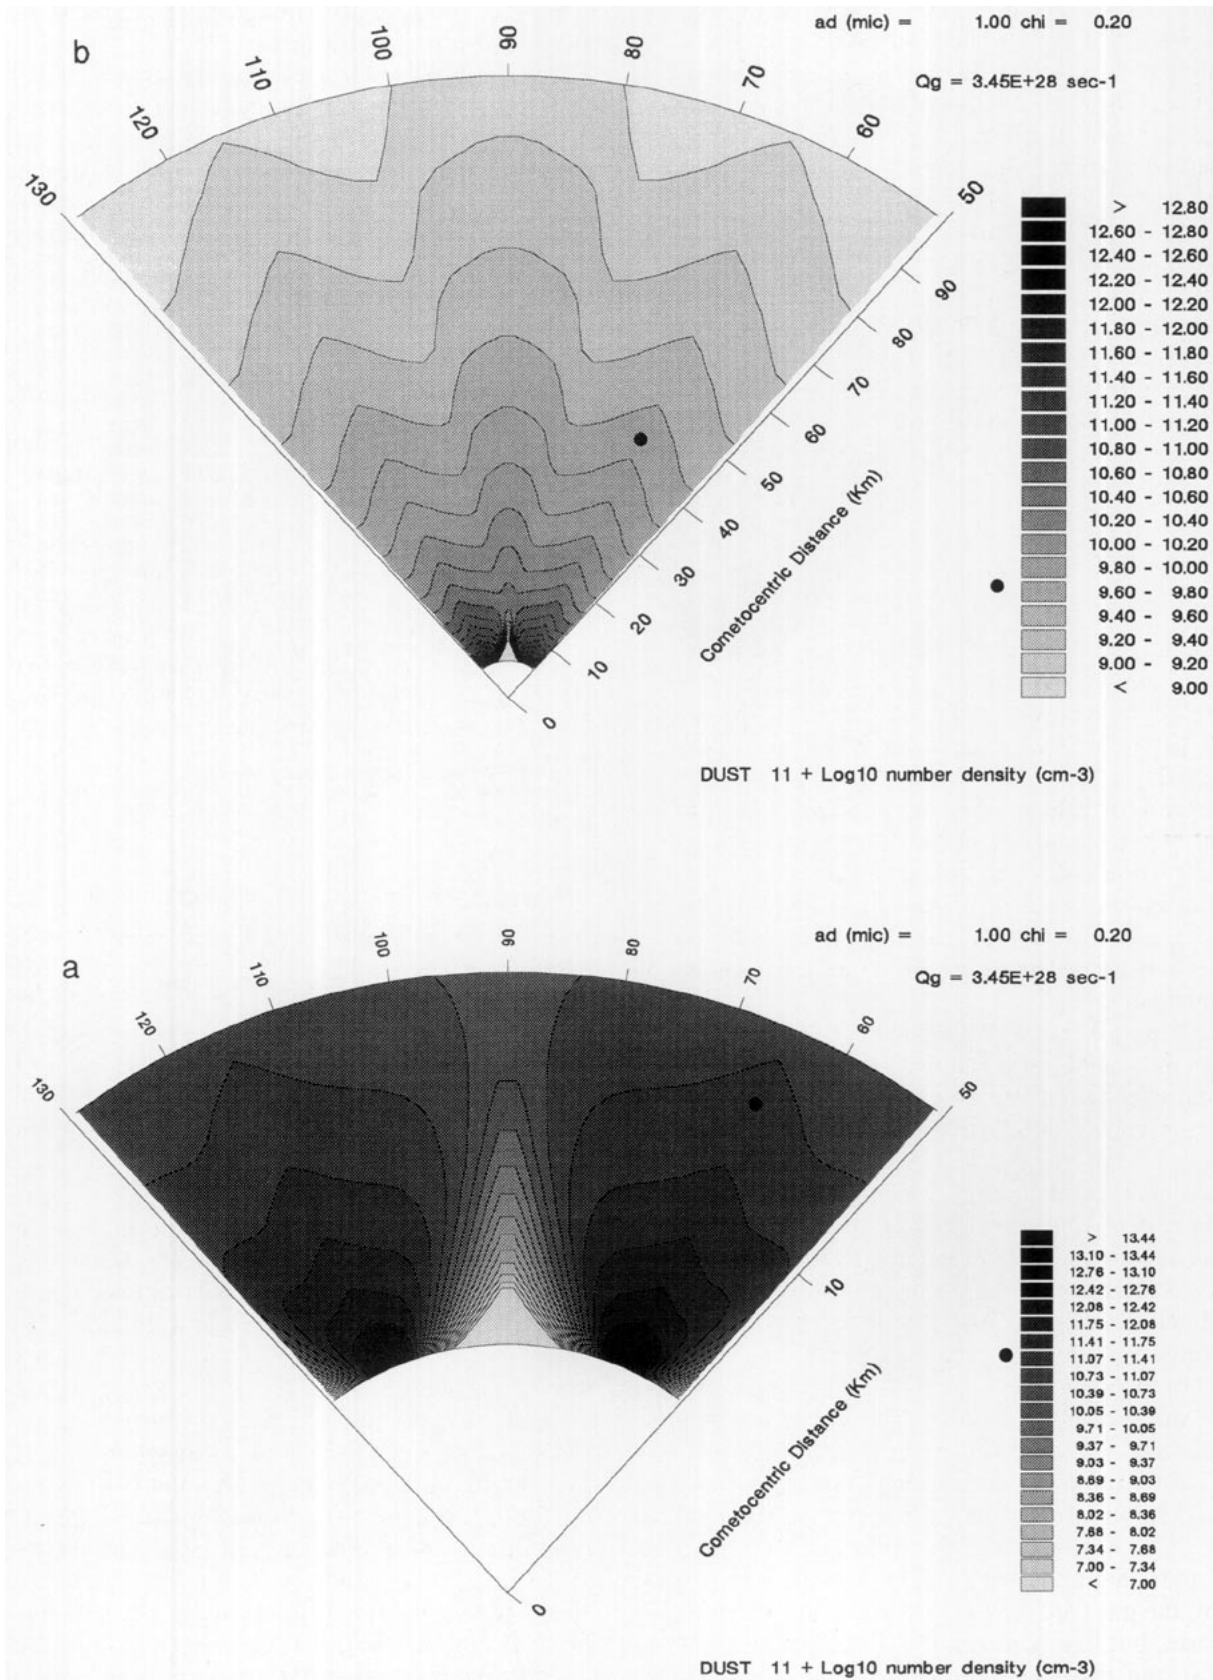 b
ad (mic) = 1.00 chi = 0.20
Qg = 3.45E+28 sec-1
130
120
110
100
90
80
70
60
50
90
80
70
60
50
40
30
20
10
0
Cometocentric Distance (Km)
> 12.80
12.60 - 12.80
12.40 - 12.60
12.20 - 12.40
12.00 - 12.20
11.80 - 12.00
11.60 - 11.80
11.40 - 11.60
11.20 - 11.40
11.00 - 11.20
10.80 - 11.00
10.60 - 10.80
10.40 - 10.60
10.20 - 10.40
10.00 - 10.20
9.80 - 10.00
9.60 - 9.80
9.40 - 9.60
9.20 - 9.40
9.00 - 9.20
< 9.00
DUST 11 + Log10 number density (cm-3)
a
ad (mic) = 1.00 chi = 0.20
Qg = 3.45E+28 sec-1
130
120
110
100
90
80
70
60
50
10
0
Cometocentric Distance (Km)
> 13.44
13.10 - 13.44
12.76 - 13.10
12.42 - 12.76
12.08 - 12.42
11.75 - 12.08
11.41 - 11.75
11.07 - 11.41
10.73 - 11.07
10.39 - 10.73
10.05 - 10.39
9.71 - 10.05
9.37 - 9.71
9.03 - 9.37
8.69 - 9.03
8.36 - 8.69
8.02 - 8.36
7.68 - 8.02
7.34 - 7.68
7.00 - 7.34
< 7.00
DUST 11 + Log10 number density (cm-3)